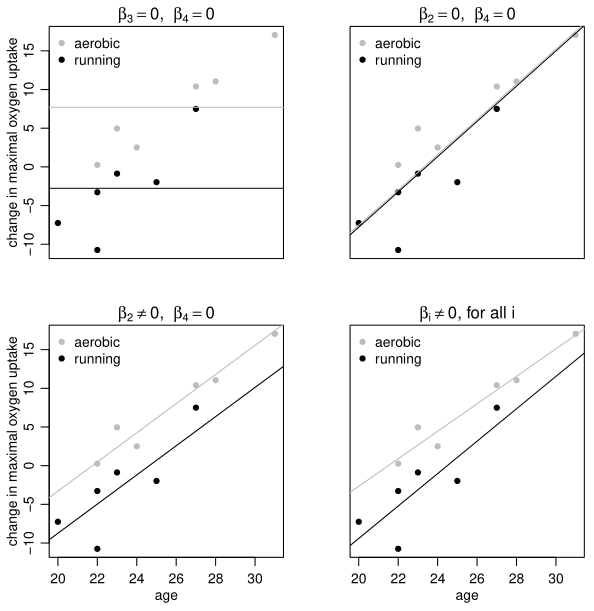 β₃ = 0, β₄ = 0
change in maximal oxygen uptake
15
10
5
0
−5
−10
aerobic
running
β₂ = 0, β₄ = 0
aerobic
running
β₂ ≠ 0, β₄ = 0
change in maximal oxygen uptake
15
10
5
0
−5
−10
aerobic
running
20 22 24 26 28 30
age
βᵢ ≠ 0, for all i
aerobic
running
20 22 24 26 28 30
age